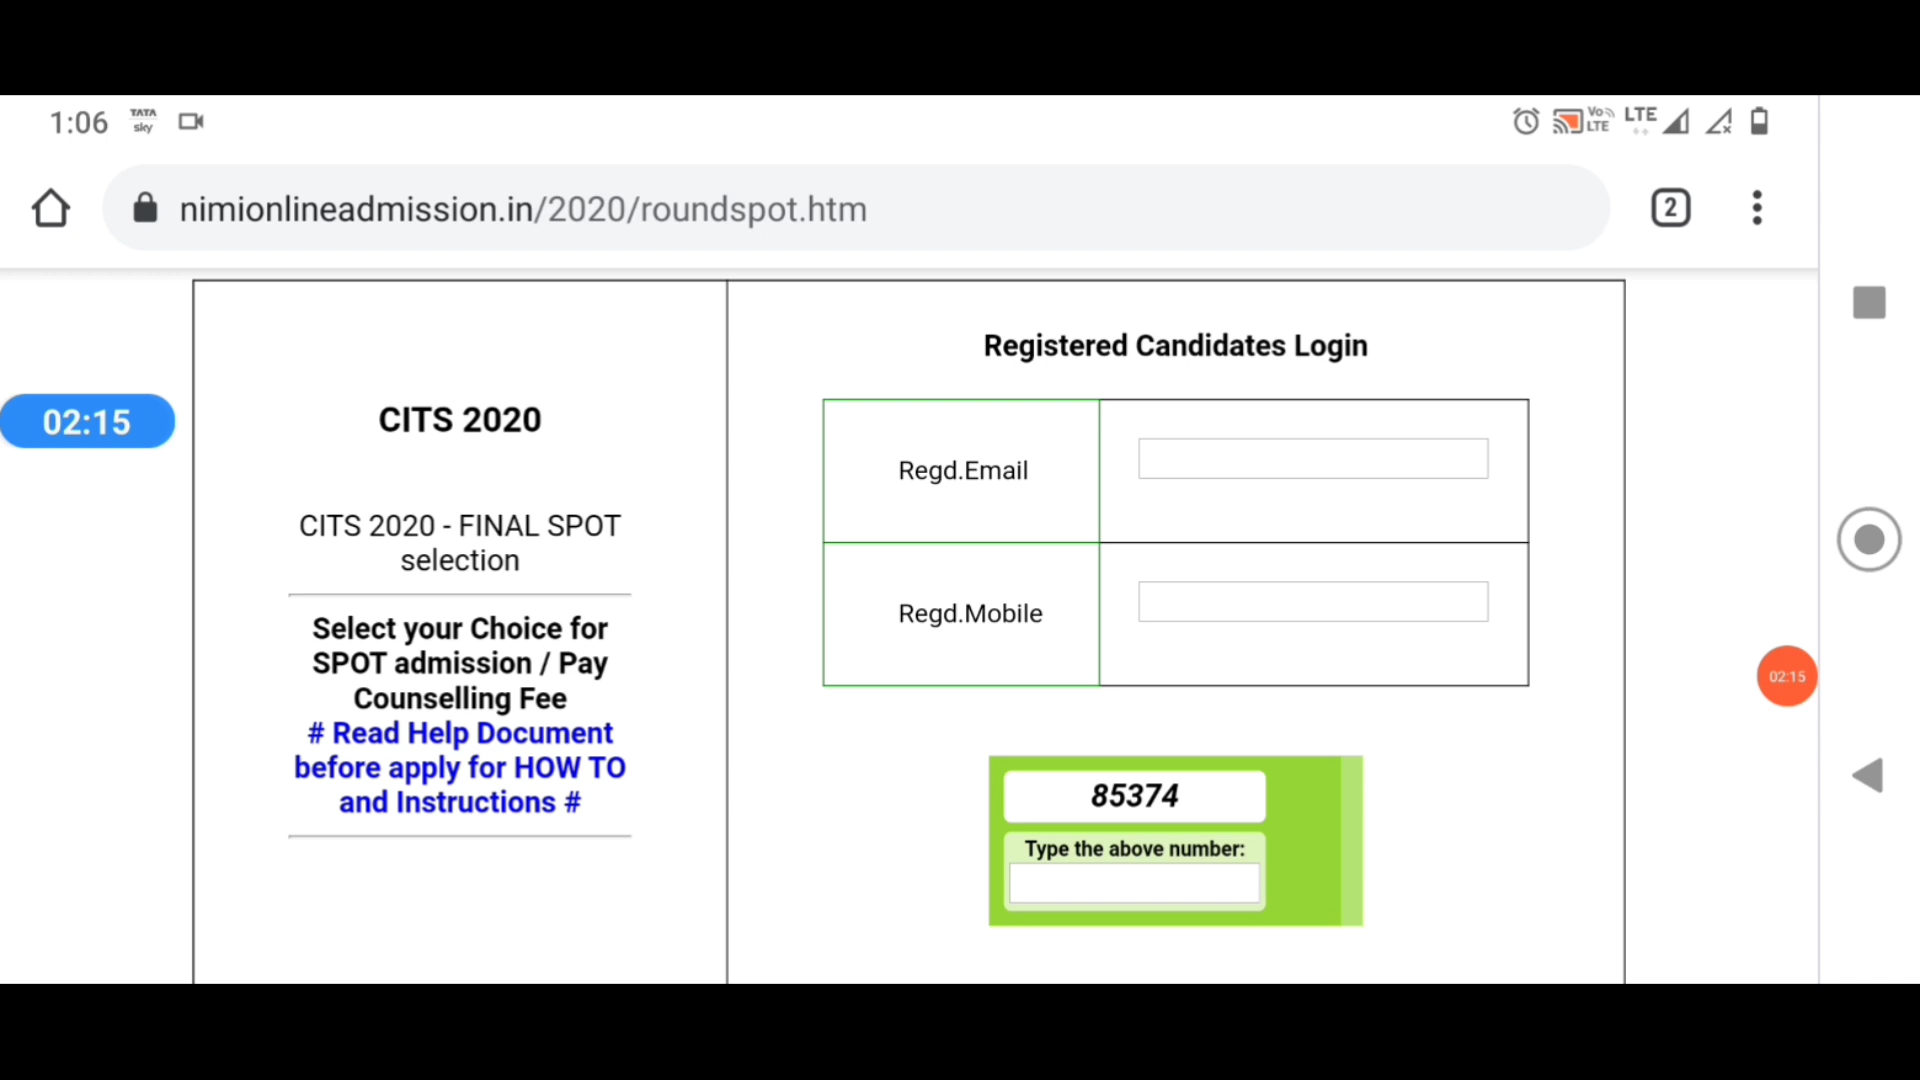 1:06
TATA
sky
Vo
LTE
LTE
nimionlineadmission.in/2020/roundspot.htm
2
02:15
CITS 2020
CITS 2020 - FINAL SPOT
selection
Select your Choice for
SPOT admission / Pay
Counselling Fee
# Read Help Document
before apply for HOW TO
and Instructions #
Registered Candidates Login
Regd.Email
Regd.Mobile
85374
Type the above number:
02:15